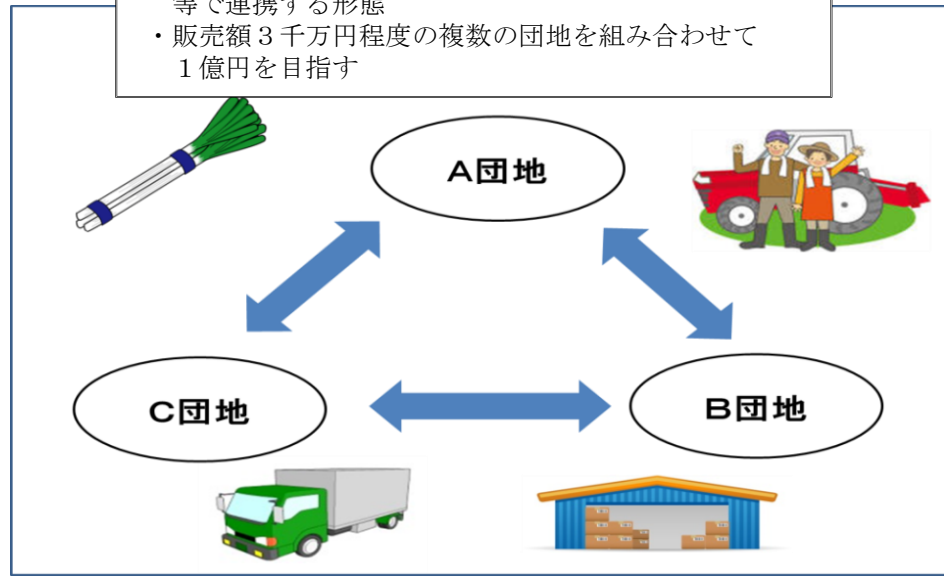 等で連携する形態
・販売額３千万円程度の複数の団地を組み合わせて
１億円を目指す
A団地
C団地
B団地